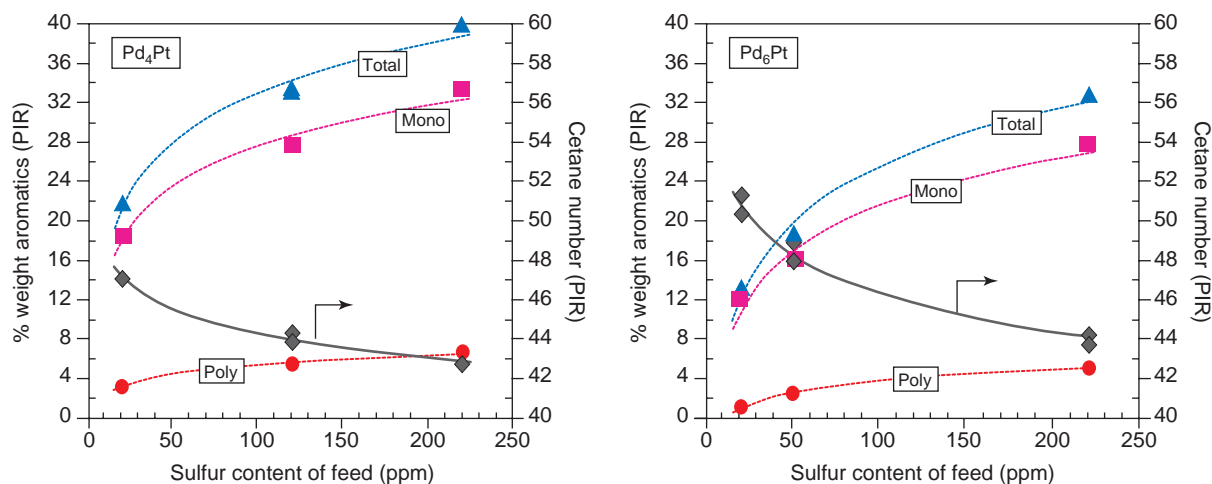 Pd4Pt
% weight aromatics (PIR)
40
36
32
28
24
20
16
12
8
4
0
Total
Mono
Poly
60
58
56
54
52
50
48
46
44
42
40
Cetane number (PIR)
0 50 100 150 200 250
Sulfur content of feed (ppm)
Pd6Pt
% weight aromatics (PIR)
40
36
32
28
24
20
16
12
8
4
0
Total
Mono
Poly
60
58
56
54
52
50
48
46
44
42
40
Cetane number (PIR)
0 50 100 150 200 250
Sulfur content of feed (ppm)